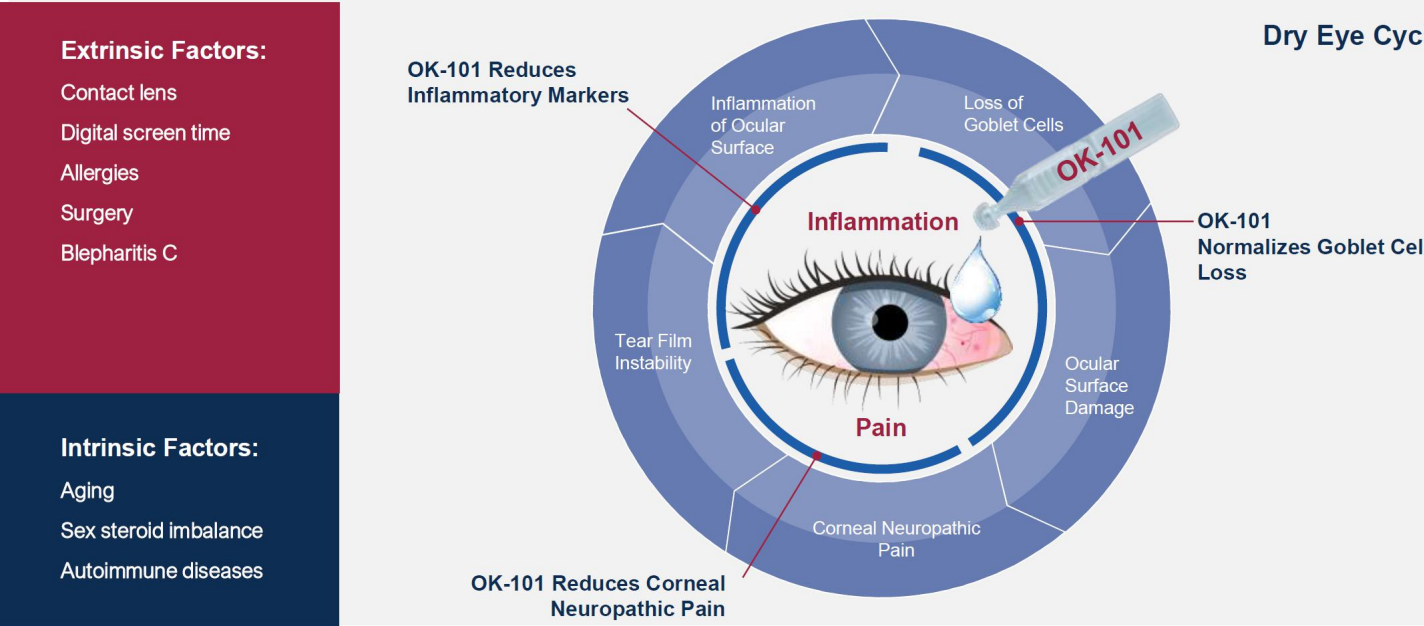 Extrinsic Factors:
Contact lens
Digital screen time
Allergies
Surgery
Blepharitis C
Intrinsic Factors:
Aging
Sex steroid imbalance
Autoimmune diseases
Dry Eye Cyc
OK-101 Reduces
Inflammatory Markers
Inflammation
of Ocular
Surface
Loss of
Goblet Cells
OK-101
Inflammation
OK-101
Normalizes Goblet Cel
Loss
Tear Film
Instability
Ocular
Surface
Damage
Pain
Corneal Neuropathic
Pain
OK-101 Reduces Corneal
Neuropathic Pain